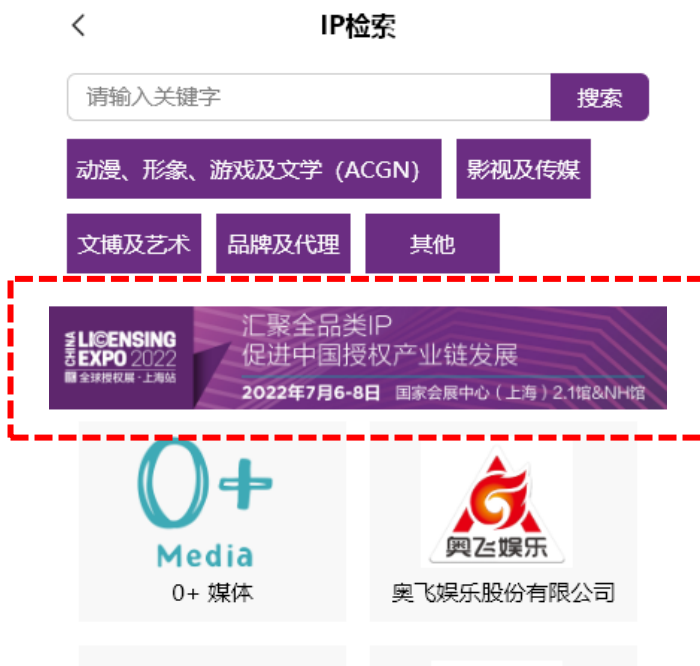 IP检索
请输入关键字
搜索
动漫、形象、游戏及文学 (ACGN)
影视及传媒
文博及艺术
品牌及代理
其他
CHINA
LICENSING
EXPO 2022
全球授权展·上海站
汇聚全品类IP
促进中国授权产业链发展
2022年7月6-8日 国家会展中心（上海）2.1馆&NH馆
0+
Media
0+ 媒体
奥飞娱乐
奥飞娱乐股份有限公司